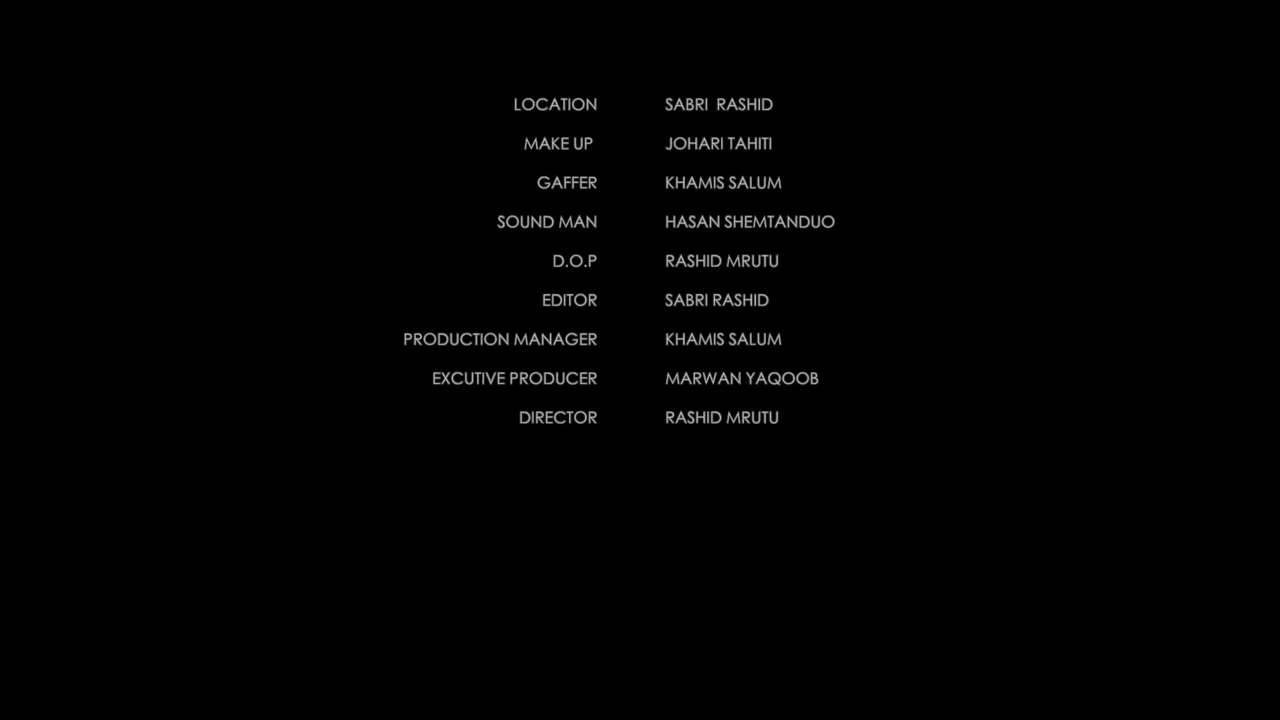 LOCATION SABRI RASHID
MAKE UP JOHARI TAHITI
GAFFER KHAMIS SALUM
SOUND MAN HASAN SHEMTANDUO
D.O.P RASHID MRUTU
EDITOR SABRI RASHID
PRODUCTION MANAGER KHAMIS SALUM
EXCUTIVE PRODUCER MARWAN YAQOOB
DIRECTOR RASHID MRUTU